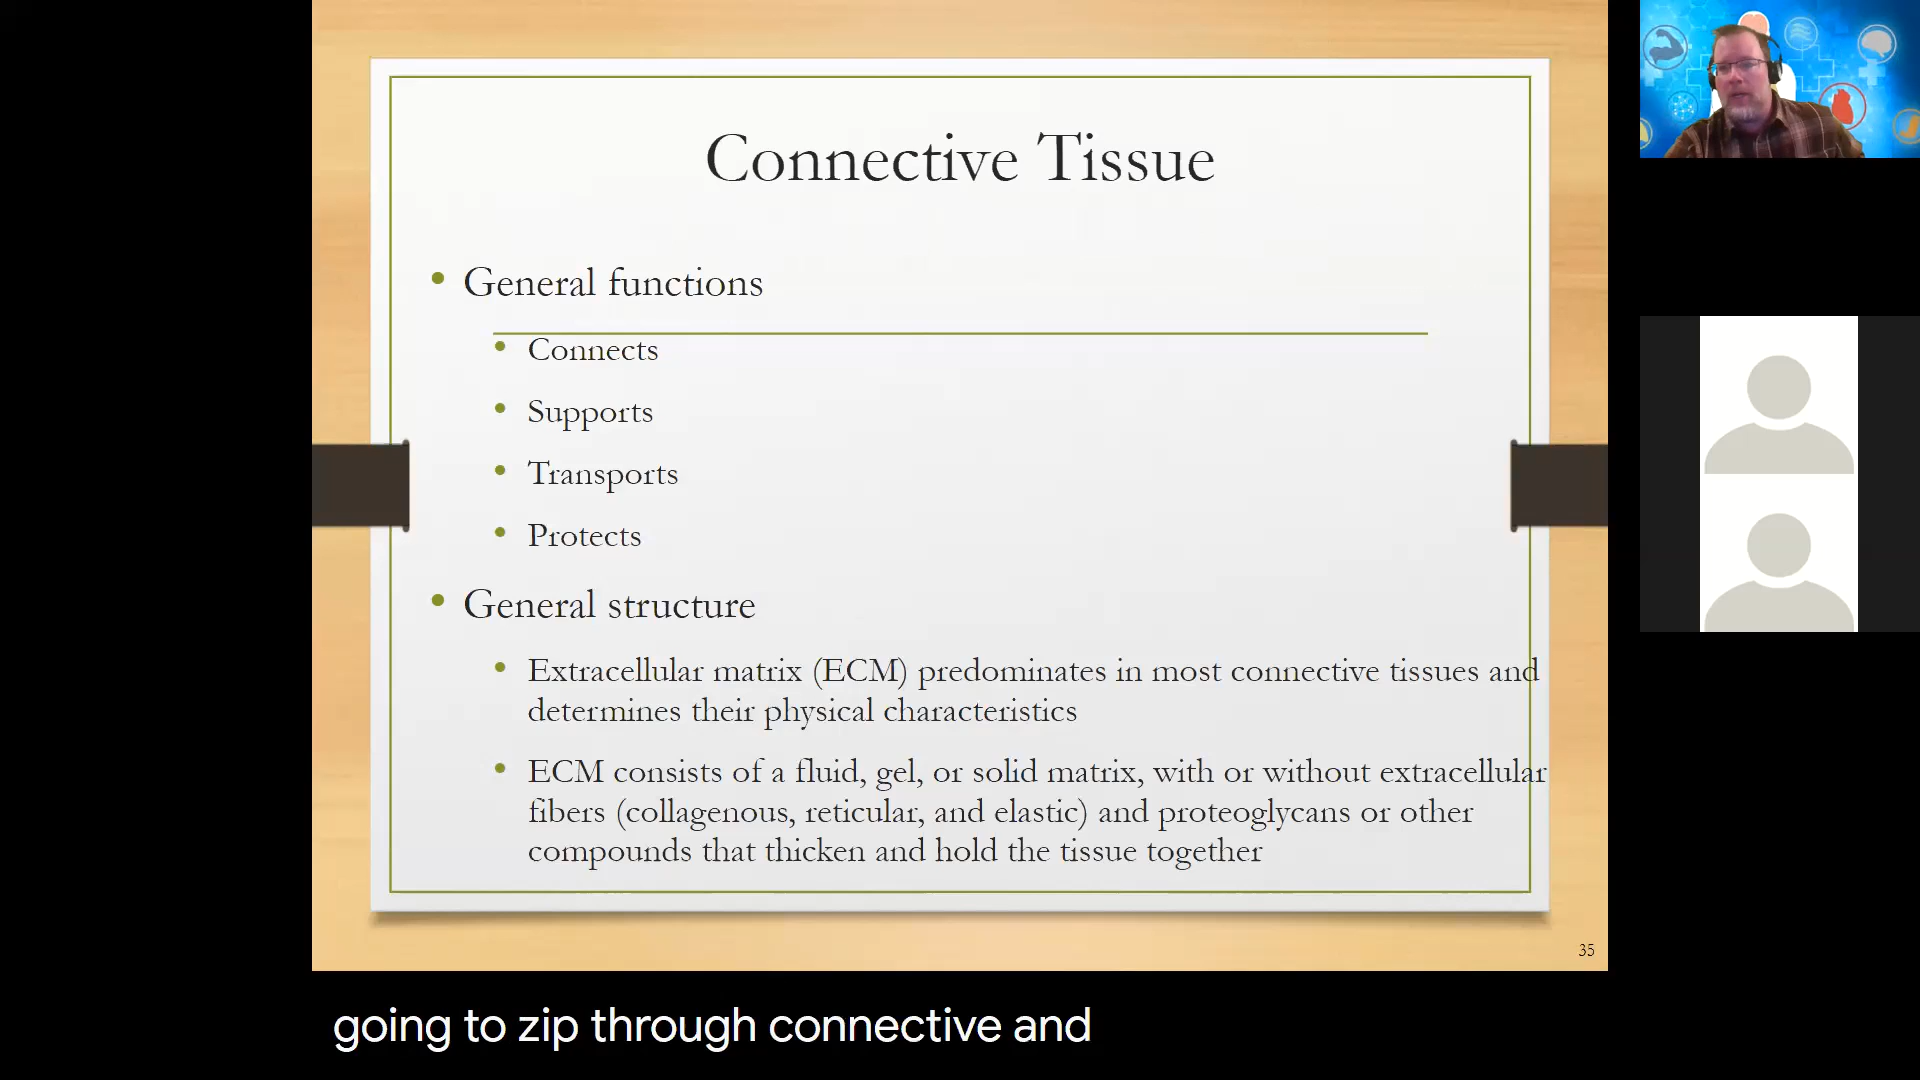 Connective Tissue
• General functions
• Connects
• Supports
• Transports
• Protects
• General structure
• Extracellular matrix (ECM) predominates in most connective tissues and
determines their physical characteristics
• ECM consists of a fluid, gel, or solid matrix, with or without extracellular
fibers (collagenous, reticular, and elastic) and proteoglycans or other
compounds that thicken and hold the tissue together
35
going to zip through connective and